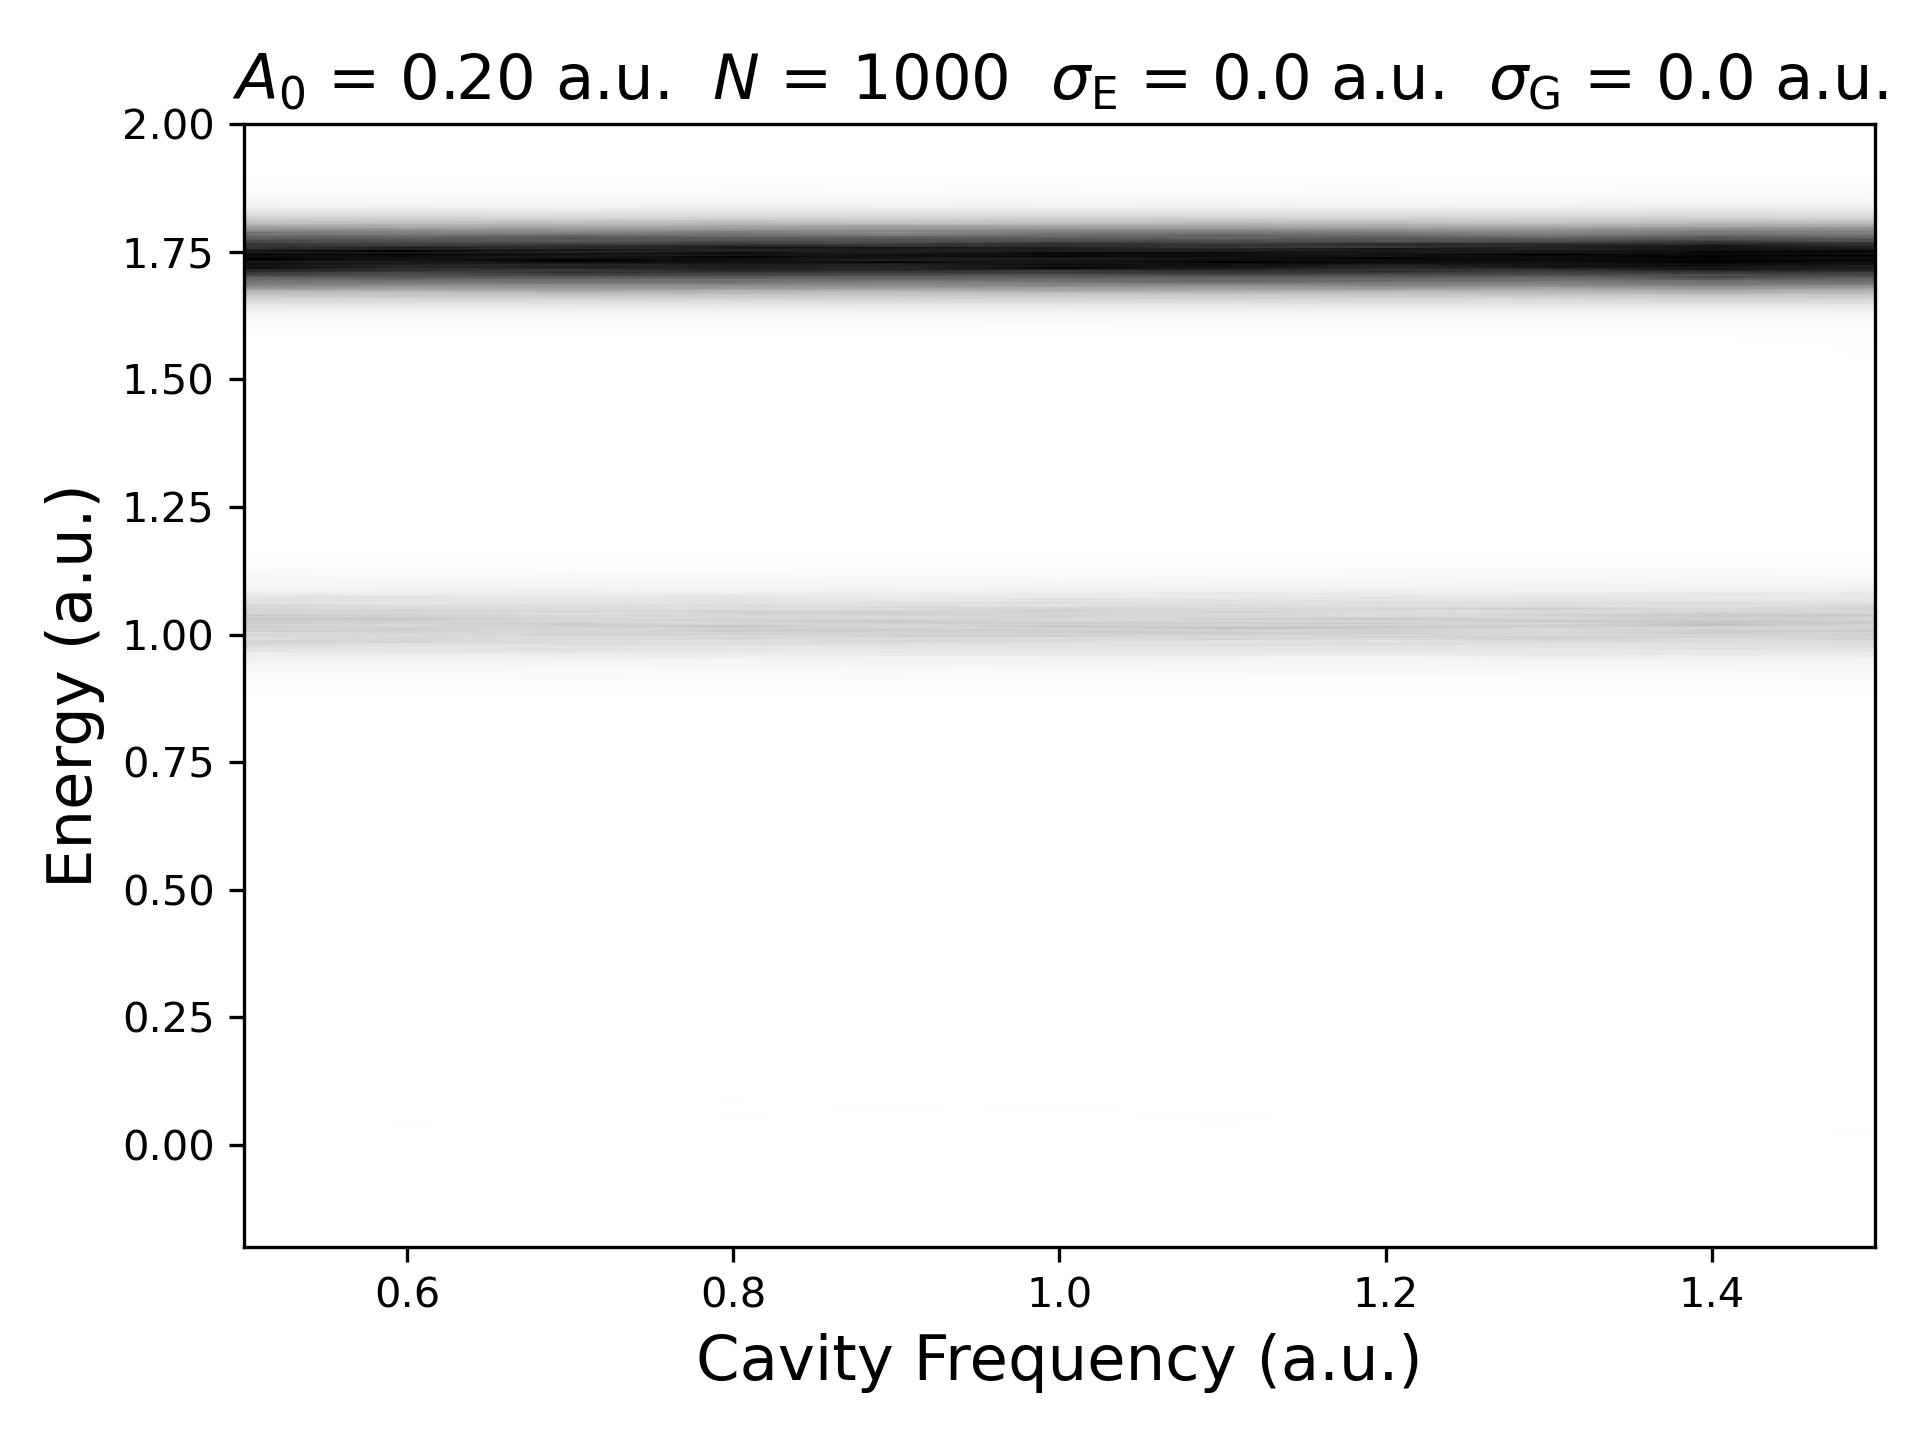 A₀ = 0.20 a.u. N = 1000 σE = 0.0 a.u. σG = 0.0 a.u.
2.00
1.75
1.50
1.25
1.00
0.75
0.50
0.25
0.00
Energy (a.u.)
0.6 0.8 1.0 1.2 1.4
Cavity Frequency (a.u.)